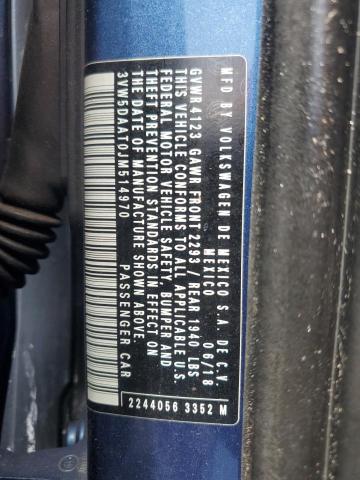 MFD BY VOLKSWAGEN DE MEXICO S.A. DE C.V.
MEXICO 06/18
GVWR 4123 GAWR FRONT 2293 / REAR 1940 LBS
THIS VEHICLE CONFORMS TO ALL APPLICABLE U.S.
FEDERAL MOTOR VEHICLE SAFETY, BUMPER AND
THEFT PREVENTION STANDARDS IN EFFECT ON
THE DATE OF MANUFACTURE SHOWN ABOVE.
3VW5DAAT0JM514970 PASSENGER CAR
2244056 3352 M